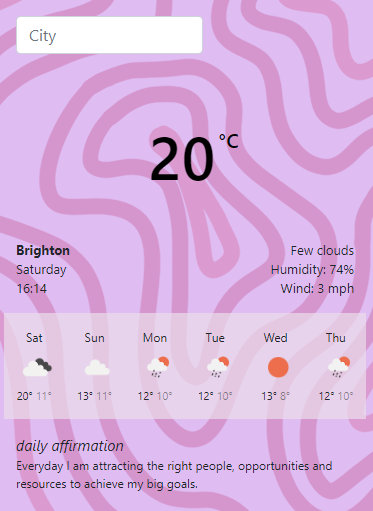 City
20 °C
Brighton Few clouds
Saturday Humidity: 74%
16:14 Wind: 3 mph
Sat Sun Mon Tue Wed Thu
20° 11° 13° 11° 12° 10° 12° 10° 13° 8° 12° 10°
daily affirmation
Everyday I am attracting the right people, opportunities and
resources to achieve my big goals.